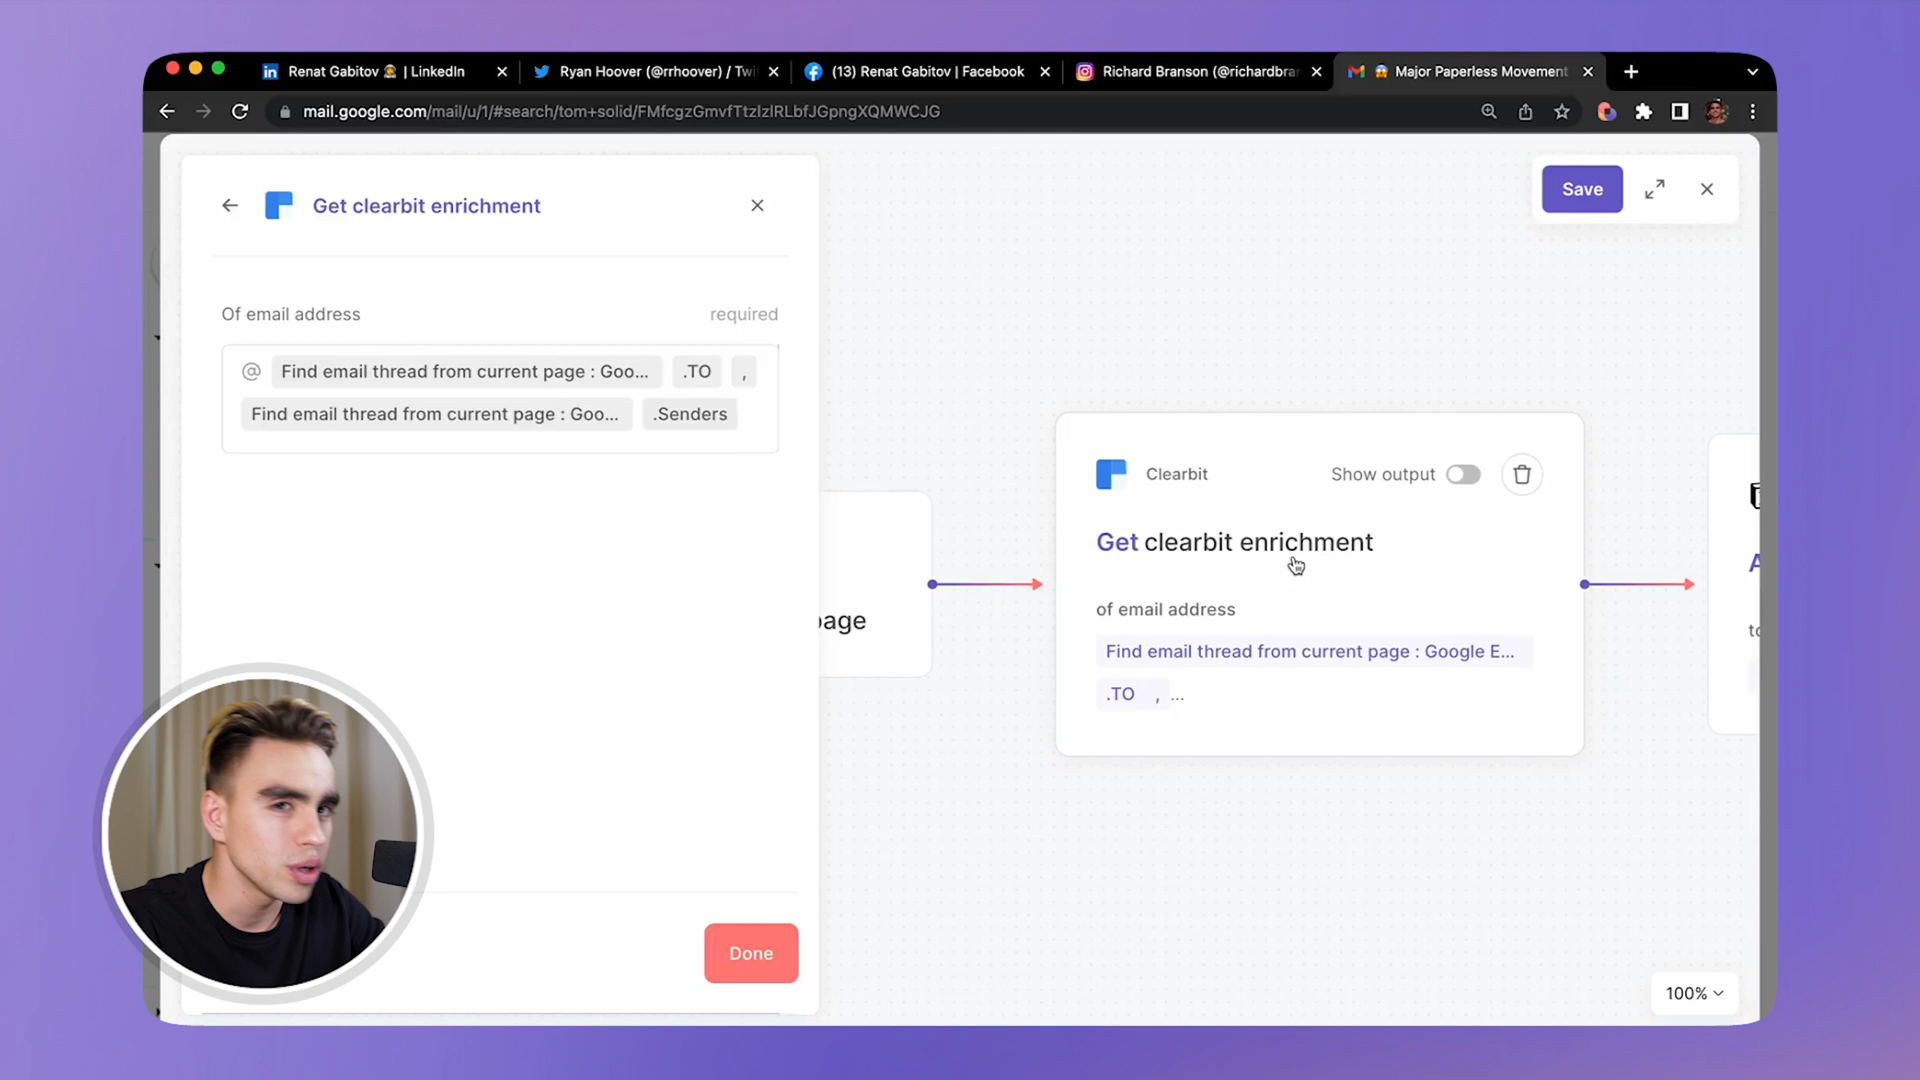 Renat Gabitov 👨‍🚀 | LinkedIn
Ryan Hoover (@rrhoover) / Twi
(13) Renat Gabitov | Facebook
Richard Branson (@richardbran
😱 Major Paperless Movement
mail.google.com/mail/u/1/#search/tom+solid/FMfcgzGmvfTtzlzlRLbfJGpngXQMWCJG
Get clearbit enrichment
Save
Of email address
required
@ Find email thread from current page : Goo... .TO ,
Find email thread from current page : Goo... .Senders
Done
page
Clearbit
Show output
Get clearbit enrichment
of email address
Find email thread from current page : Google E...
.TO , ...
100%